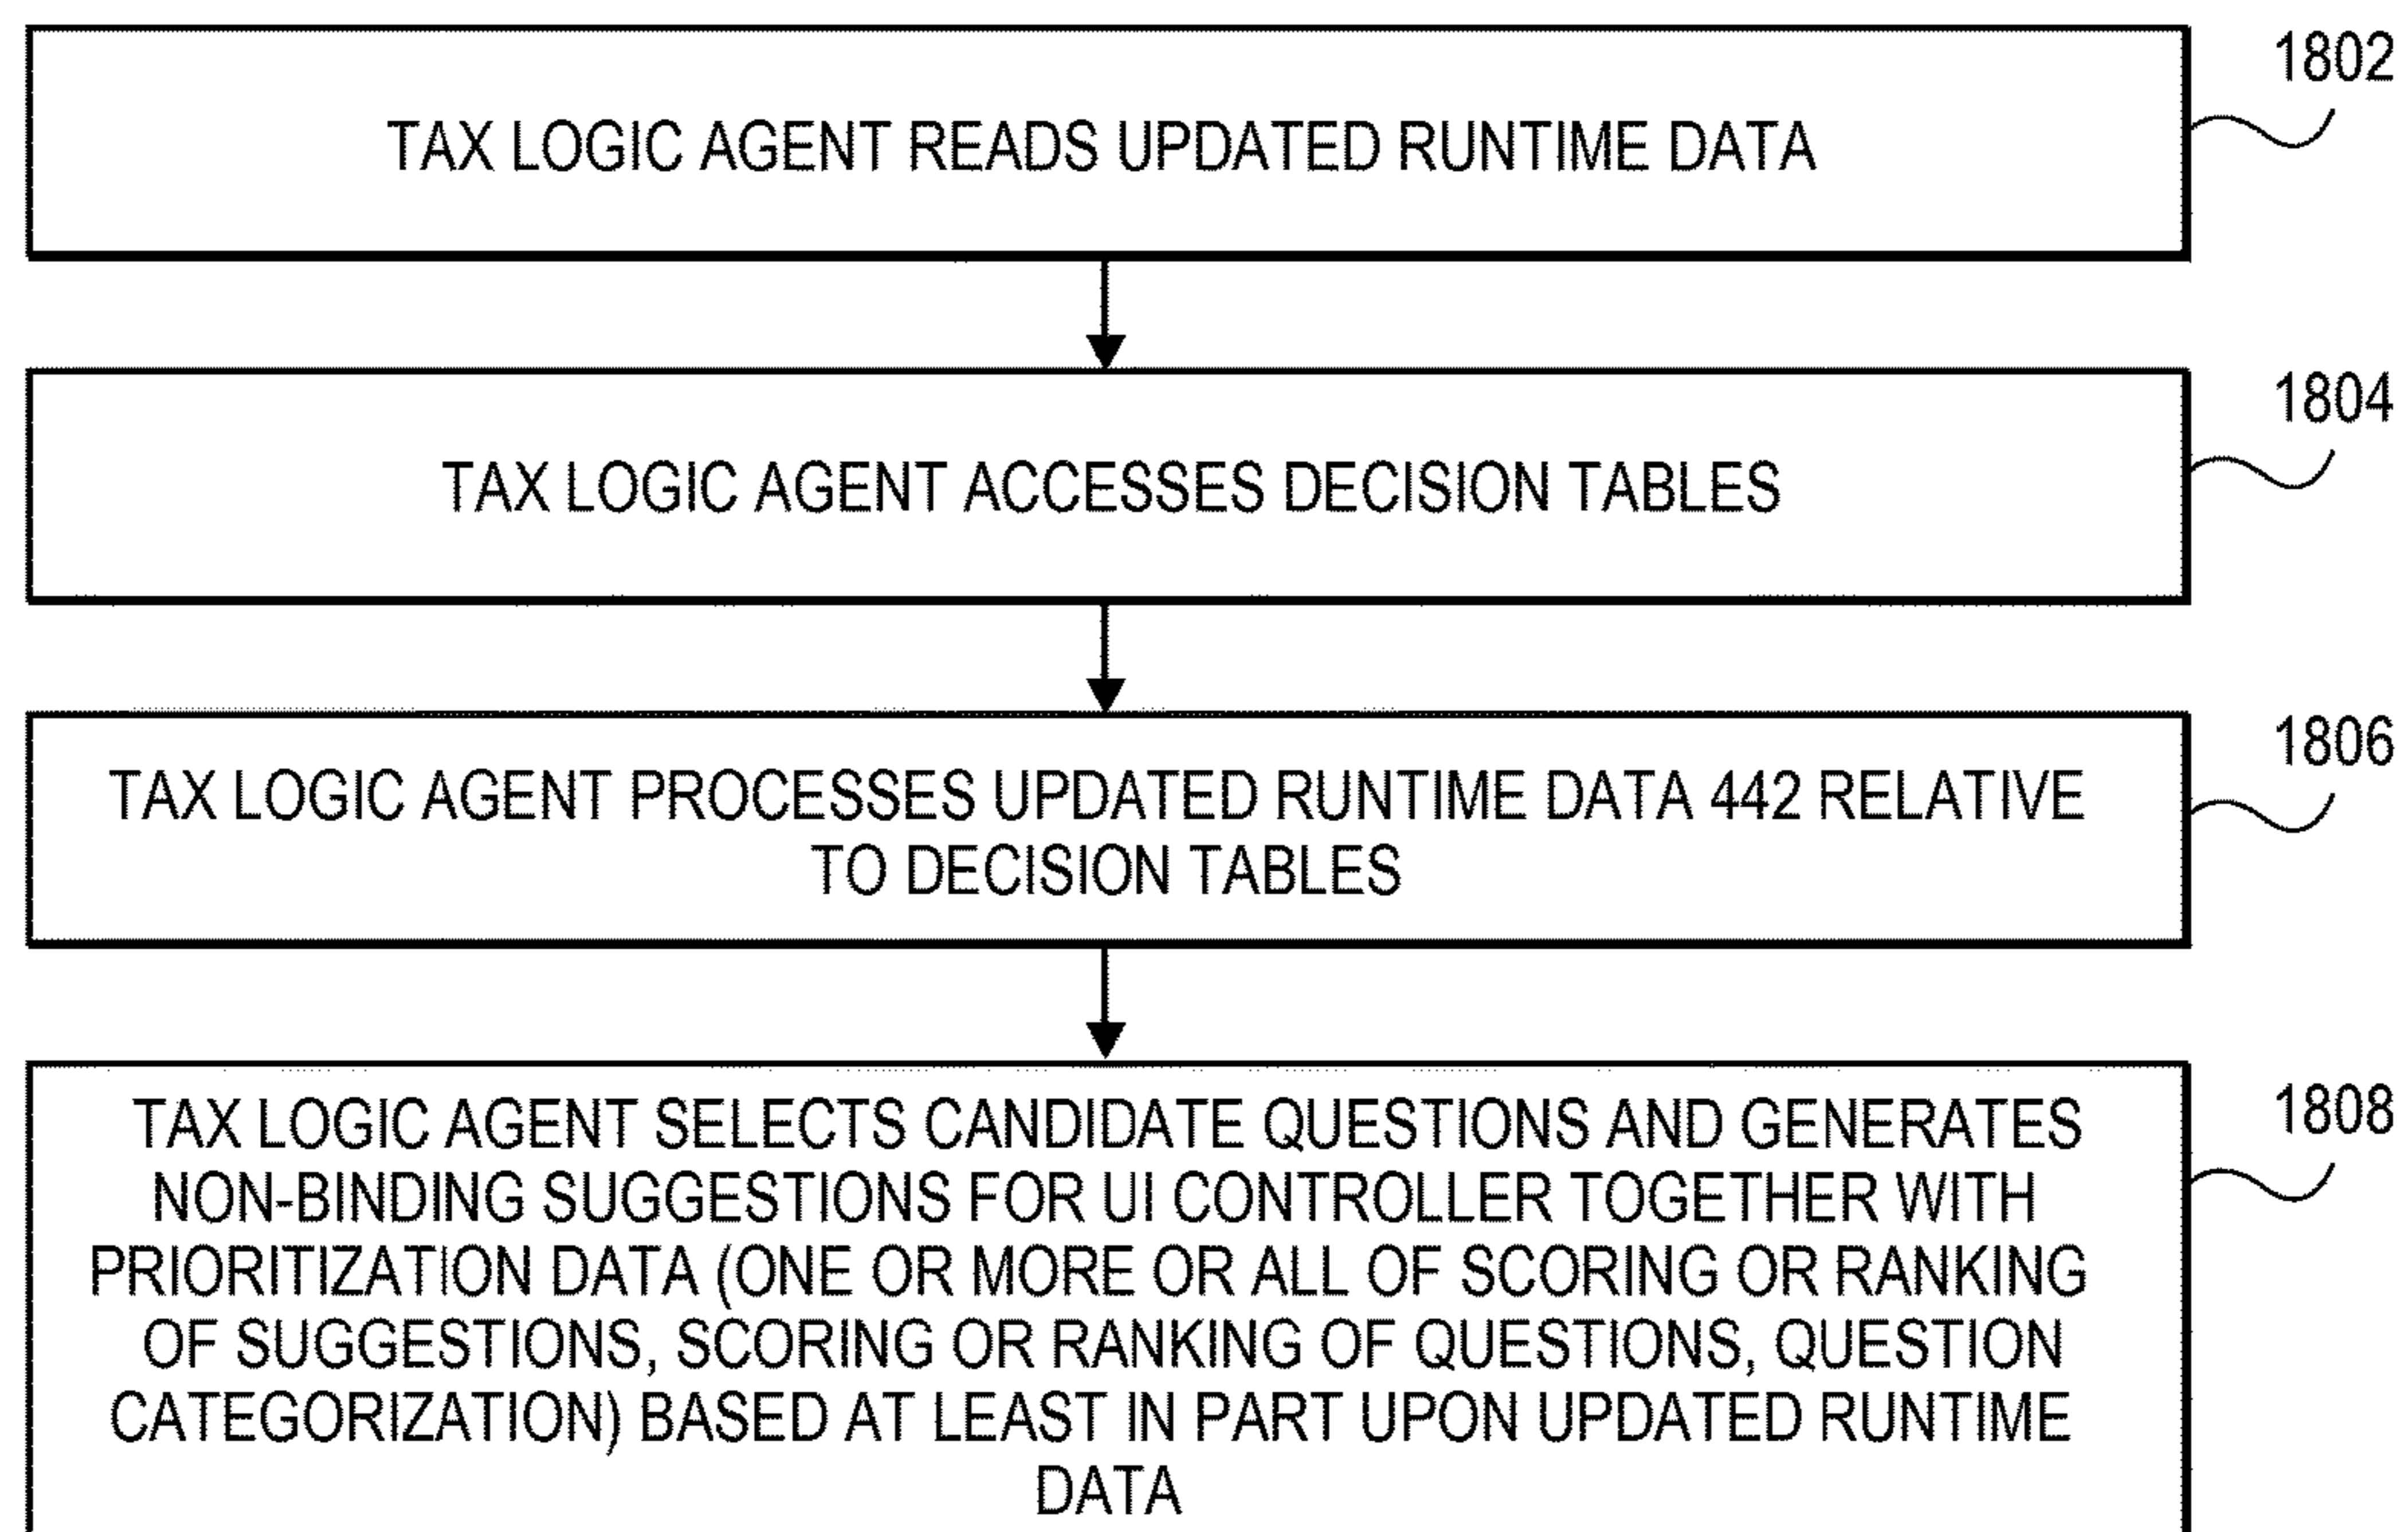 1802
TAX LOGIC AGENT READS UPDATED RUNTIME DATA
1804
TAX LOGIC AGENT ACCESSES DECISION TABLES
1806
TAX LOGIC AGENT PROCESSES UPDATED RUNTIME DATA 442 RELATIVE
TO DECISION TABLES
1808
TAX LOGIC AGENT SELECTS CANDIDATE QUESTIONS AND GENERATES
NON-BINDING SUGGESTIONS FOR UI CONTROLLER TOGETHER WITH
PRIORITIZATION DATA (ONE OR MORE OR ALL OF SCORING OR RANKING
OF SUGGESTIONS, SCORING OR RANKING OF QUESTIONS, QUESTION
CATEGORIZATION) BASED AT LEAST IN PART UPON UPDATED RUNTIME
DATA